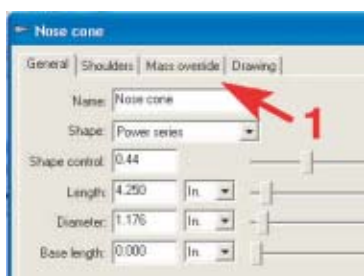 Nose cone
General Shoulders Mass override Drawing
Name: Nose cone
Shape: Power series
1
Shape control: 0.44
Length: 4.250 In.
Diameter: 1.176 In.
Base length: 0.000 In.